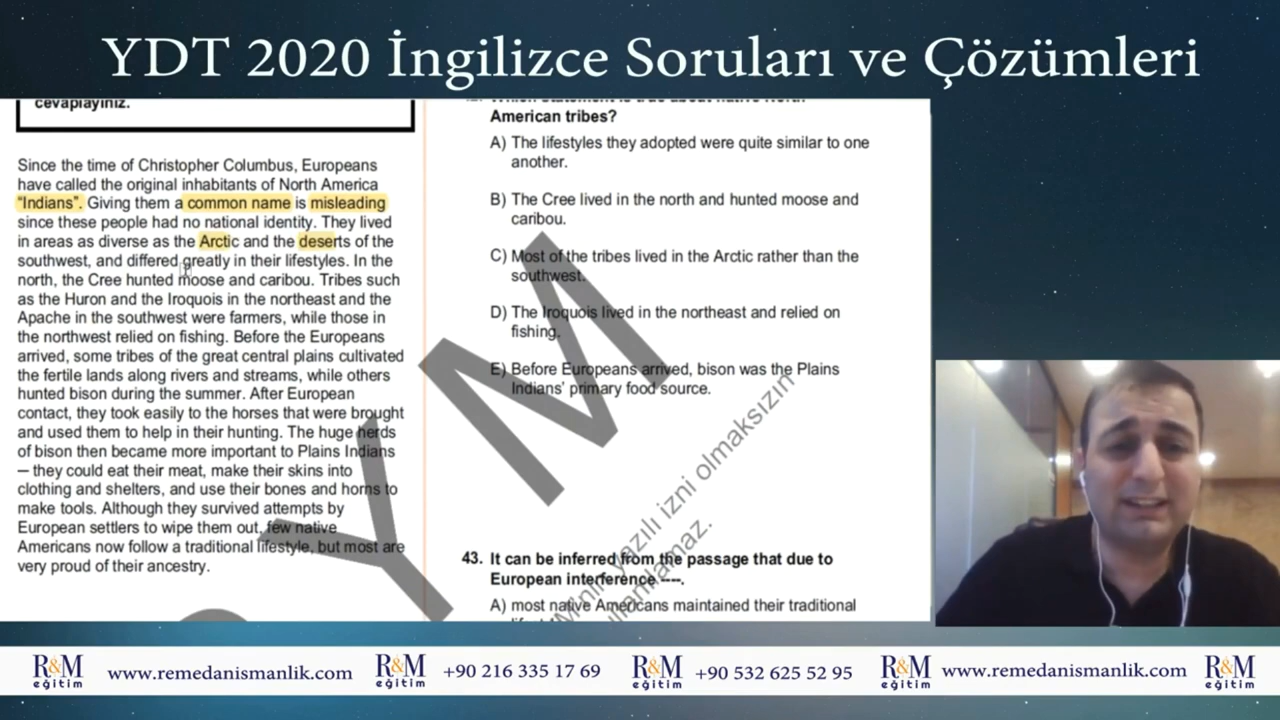 YDT 2020 İngilizce Soruları ve Çözümleri
cevaplayınız.
Since the time of Christopher Columbus, Europeans
have called the original inhabitants of North America
“Indians”. Giving them a common name is misleading
since these people had no national identity. They lived
in areas as diverse as the Arctic and the deserts of the
southwest, and differed greatly in their lifestyles. In the
north, the Cree hunted moose and caribou. Tribes such
as the Huron and the Iroquois in the northeast and the
Apache in the southwest were farmers, while those in
the northwest relied on fishing. Before the Europeans
arrived, some tribes of the great central plains cultivated
the fertile lands along rivers and streams, while others
hunted bison during the summer. After European
contact, they took easily to the horses that were brought
and used them to help in their hunting. The huge herds
of bison then became more important to Plains Indians
– they could eat their meat, make their skins into
clothing and shelters, and use their bones and horns to
make tools. Although they survived attempts by
European settlers to wipe them out, few native
Americans now follow a traditional lifestyle, but most are
very proud of their ancestry.
Which statement is true about native North
American tribes?
A) The lifestyles they adopted were quite similar to one
another.
B) The Cree lived in the north and hunted moose and
caribou.
C) Most of the tribes lived in the Arctic rather than the
southwest.
D) The Iroquois lived in the northeast and relied on
fishing.
E) Before Europeans arrived, bison was the Plains
Indians’ primary food source.
43. It can be inferred from the passage that due to
European interference ----.
A) most native Americans maintained their traditional
Y M
yazılı izni olmaksızın
R&M
eğitim
www.remedanismanlik.com
R&M
eğitim
+90 216 335 17 69
R&M
eğitim
+90 532 625 52 95
R&M
eğitim
www.remedanismanlik.com
R&M
eğitim